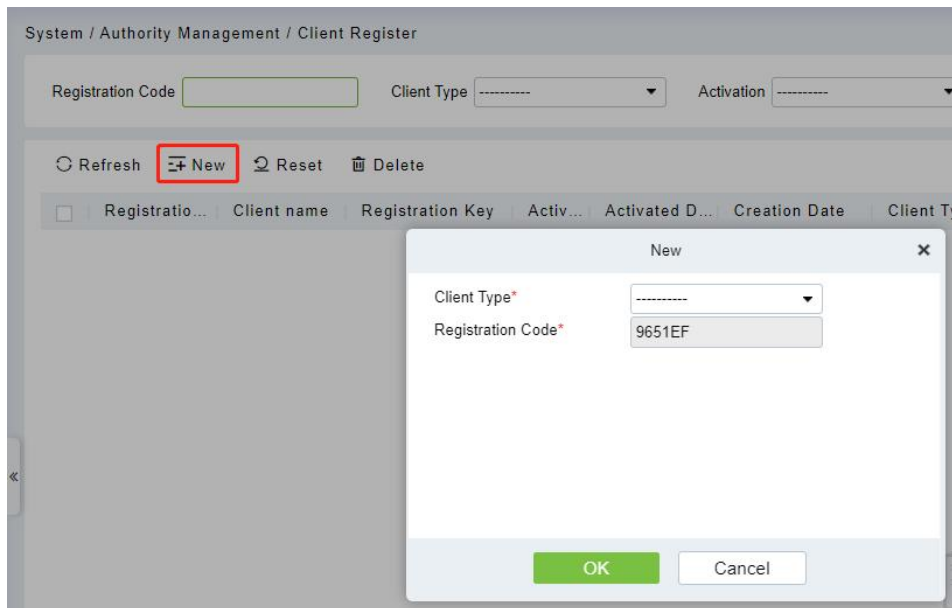 System / Authority Management / Client Register
Registration Code Client Type ---------- Activation ----------
Refresh New Reset Delete
Registratio... Client name Registration Key Activ... Activated D... Creation Date Client Ty
New
Client Type* ----------
Registration Code* 9651EF
OK Cancel